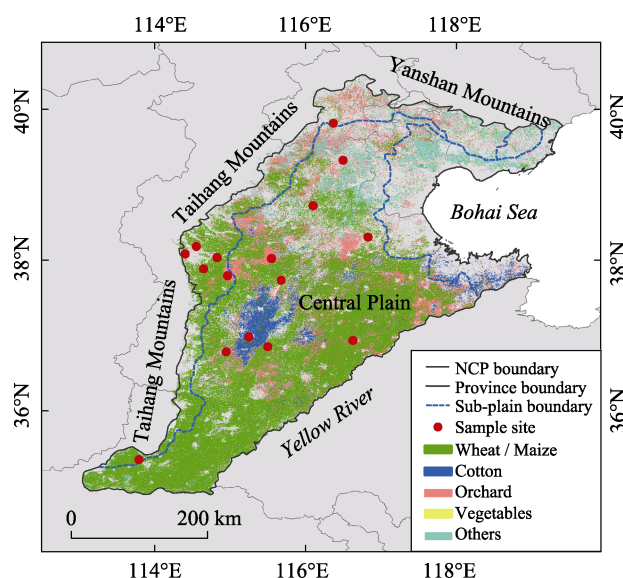 114°E 116°E 118°E
Yanshan Mountains
40°N 40°N
Taihang Mountains
Bohai Sea
38°N 38°N
Central Plain
Taihang Mountains
Yellow River
36°N 36°N
NCP boundary
Province boundary
Sub-plain boundary
Sample site
Wheat / Maize
Cotton
Orchard
Vegetables
Others
0 200 km
114°E 116°E 118°E